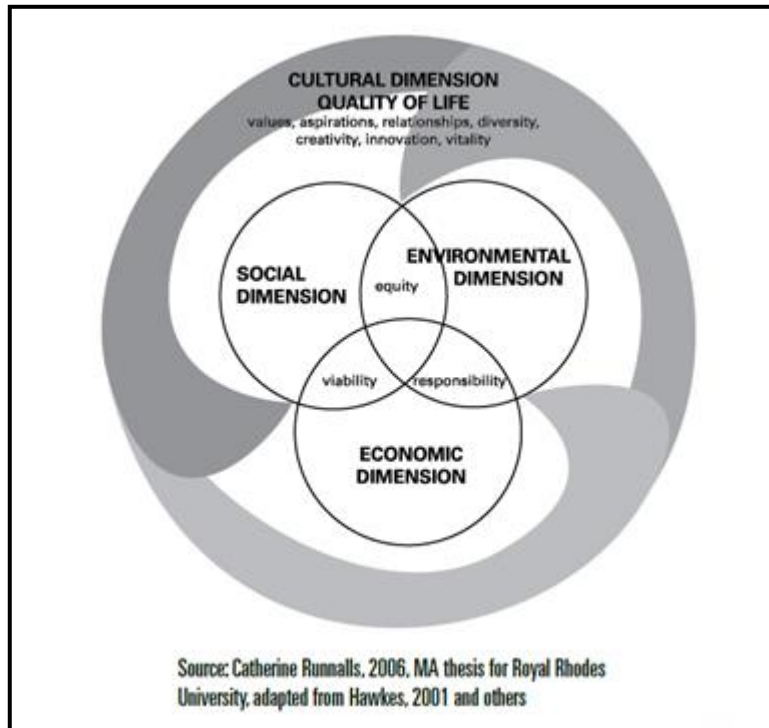 CULTURAL DIMENSION
QUALITY OF LIFE
values, aspirations, relationships, diversity,
creativity, innovation, vitality
SOCIAL
DIMENSION
equity
ENVIRONMENTAL
DIMENSION
viability
responsibility
ECONOMIC
DIMENSION
Source: Catherine Runnalls, 2006, MA thesis for Royal Rhodes
University, adapted from Hawkes, 2001 and others